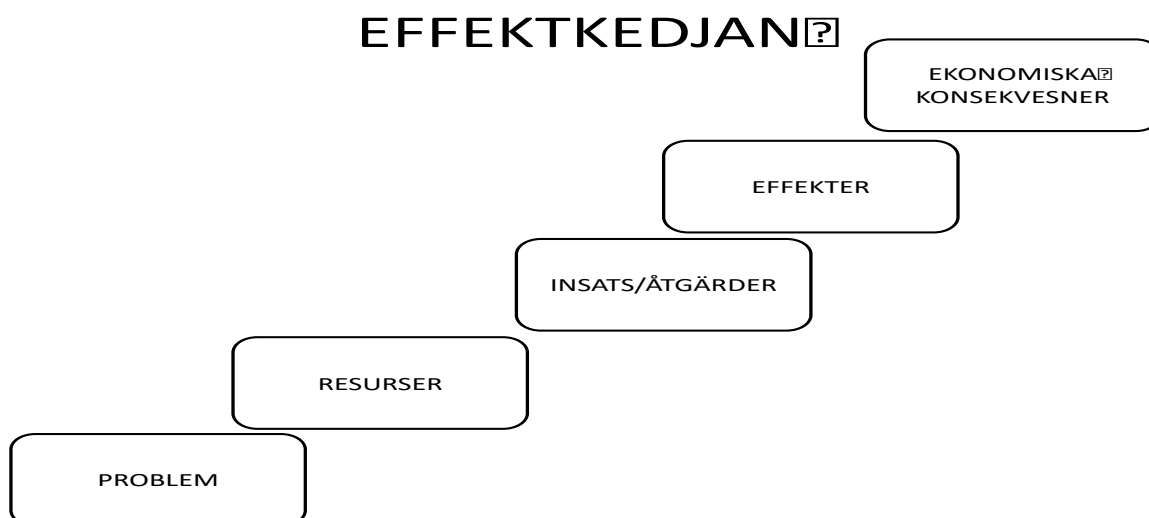 EFFEKTKEDJAN
EKONOMISKA
KONSEKVESNER
EFFEKTER
INSATS/ÅTGÄRDER
RESURSER
PROBLEM